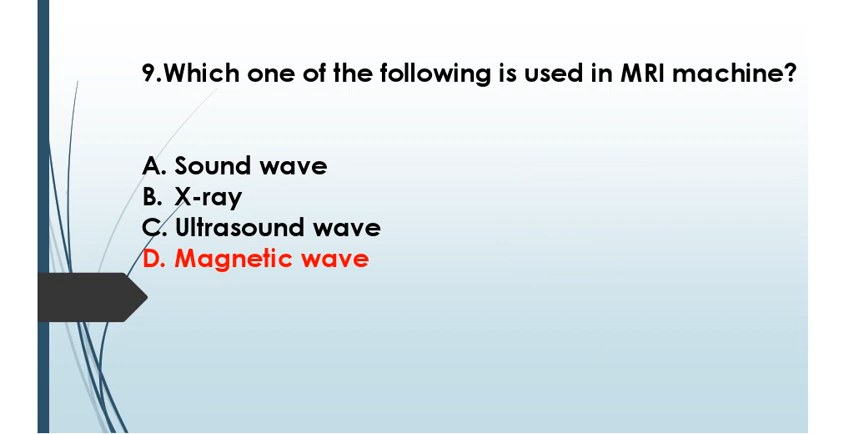 9.Which one of the following is used in MRI machine?
A. Sound wave
B. X-ray
C. Ultrasound wave
D. Magnetic wave